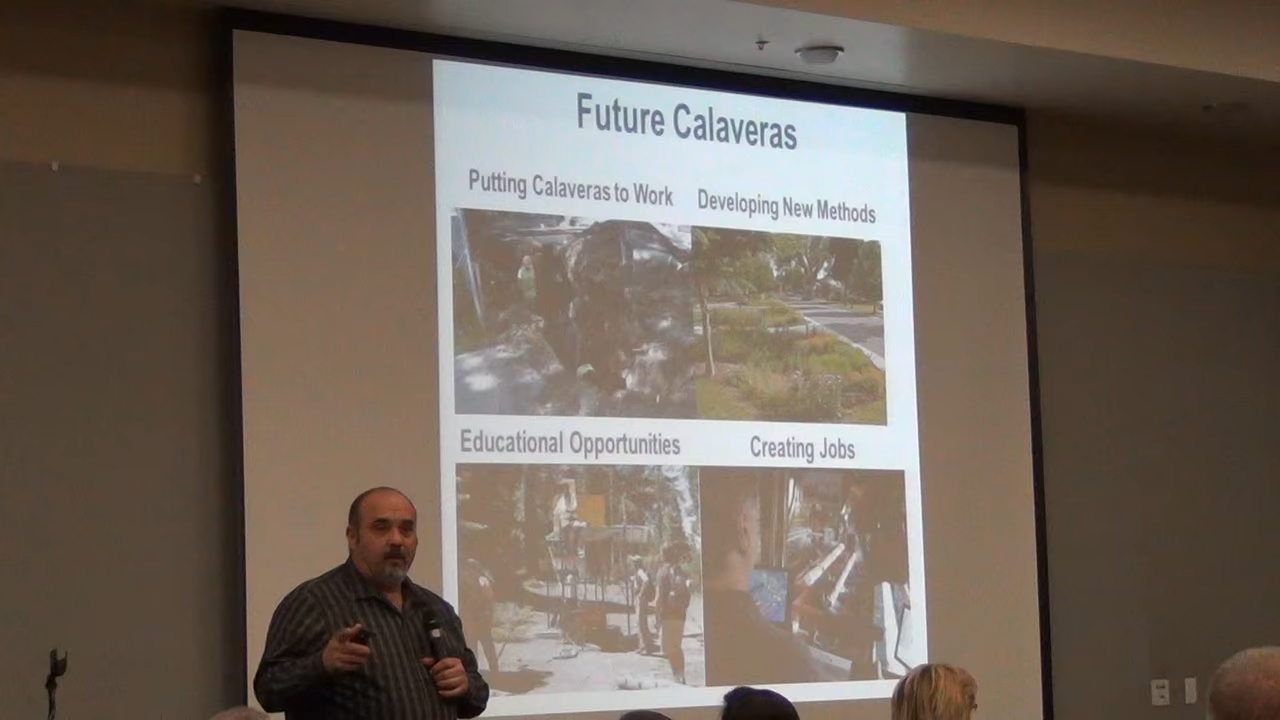 Future Calaveras
Putting Calaveras to Work
Developing New Methods
Educational Opportunities
Creating Jobs